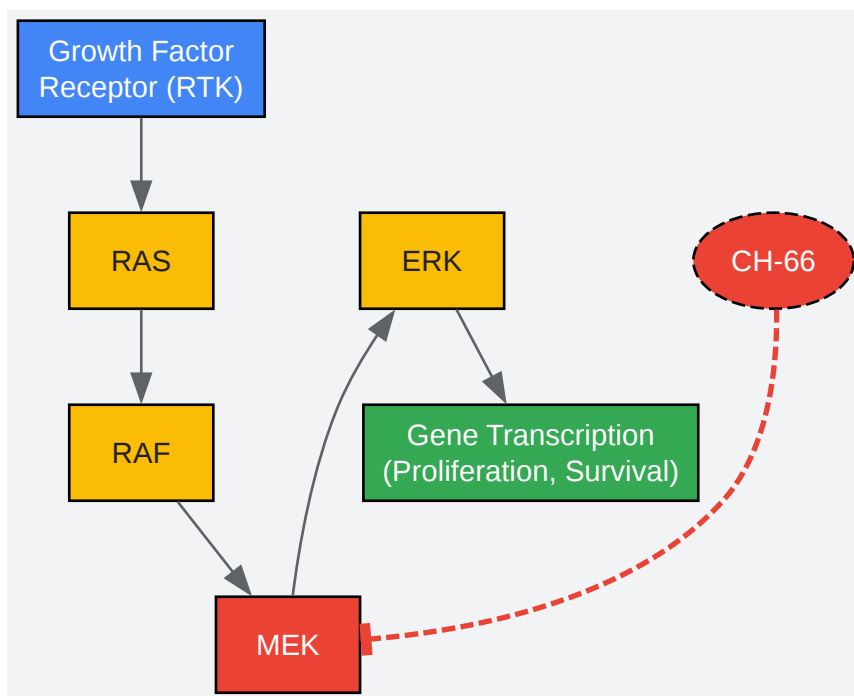 Growth Factor
Receptor (RTK)
RAS
ERK
CH-66
RAF
Gene Transcription
(Proliferation, Survival)
MEK